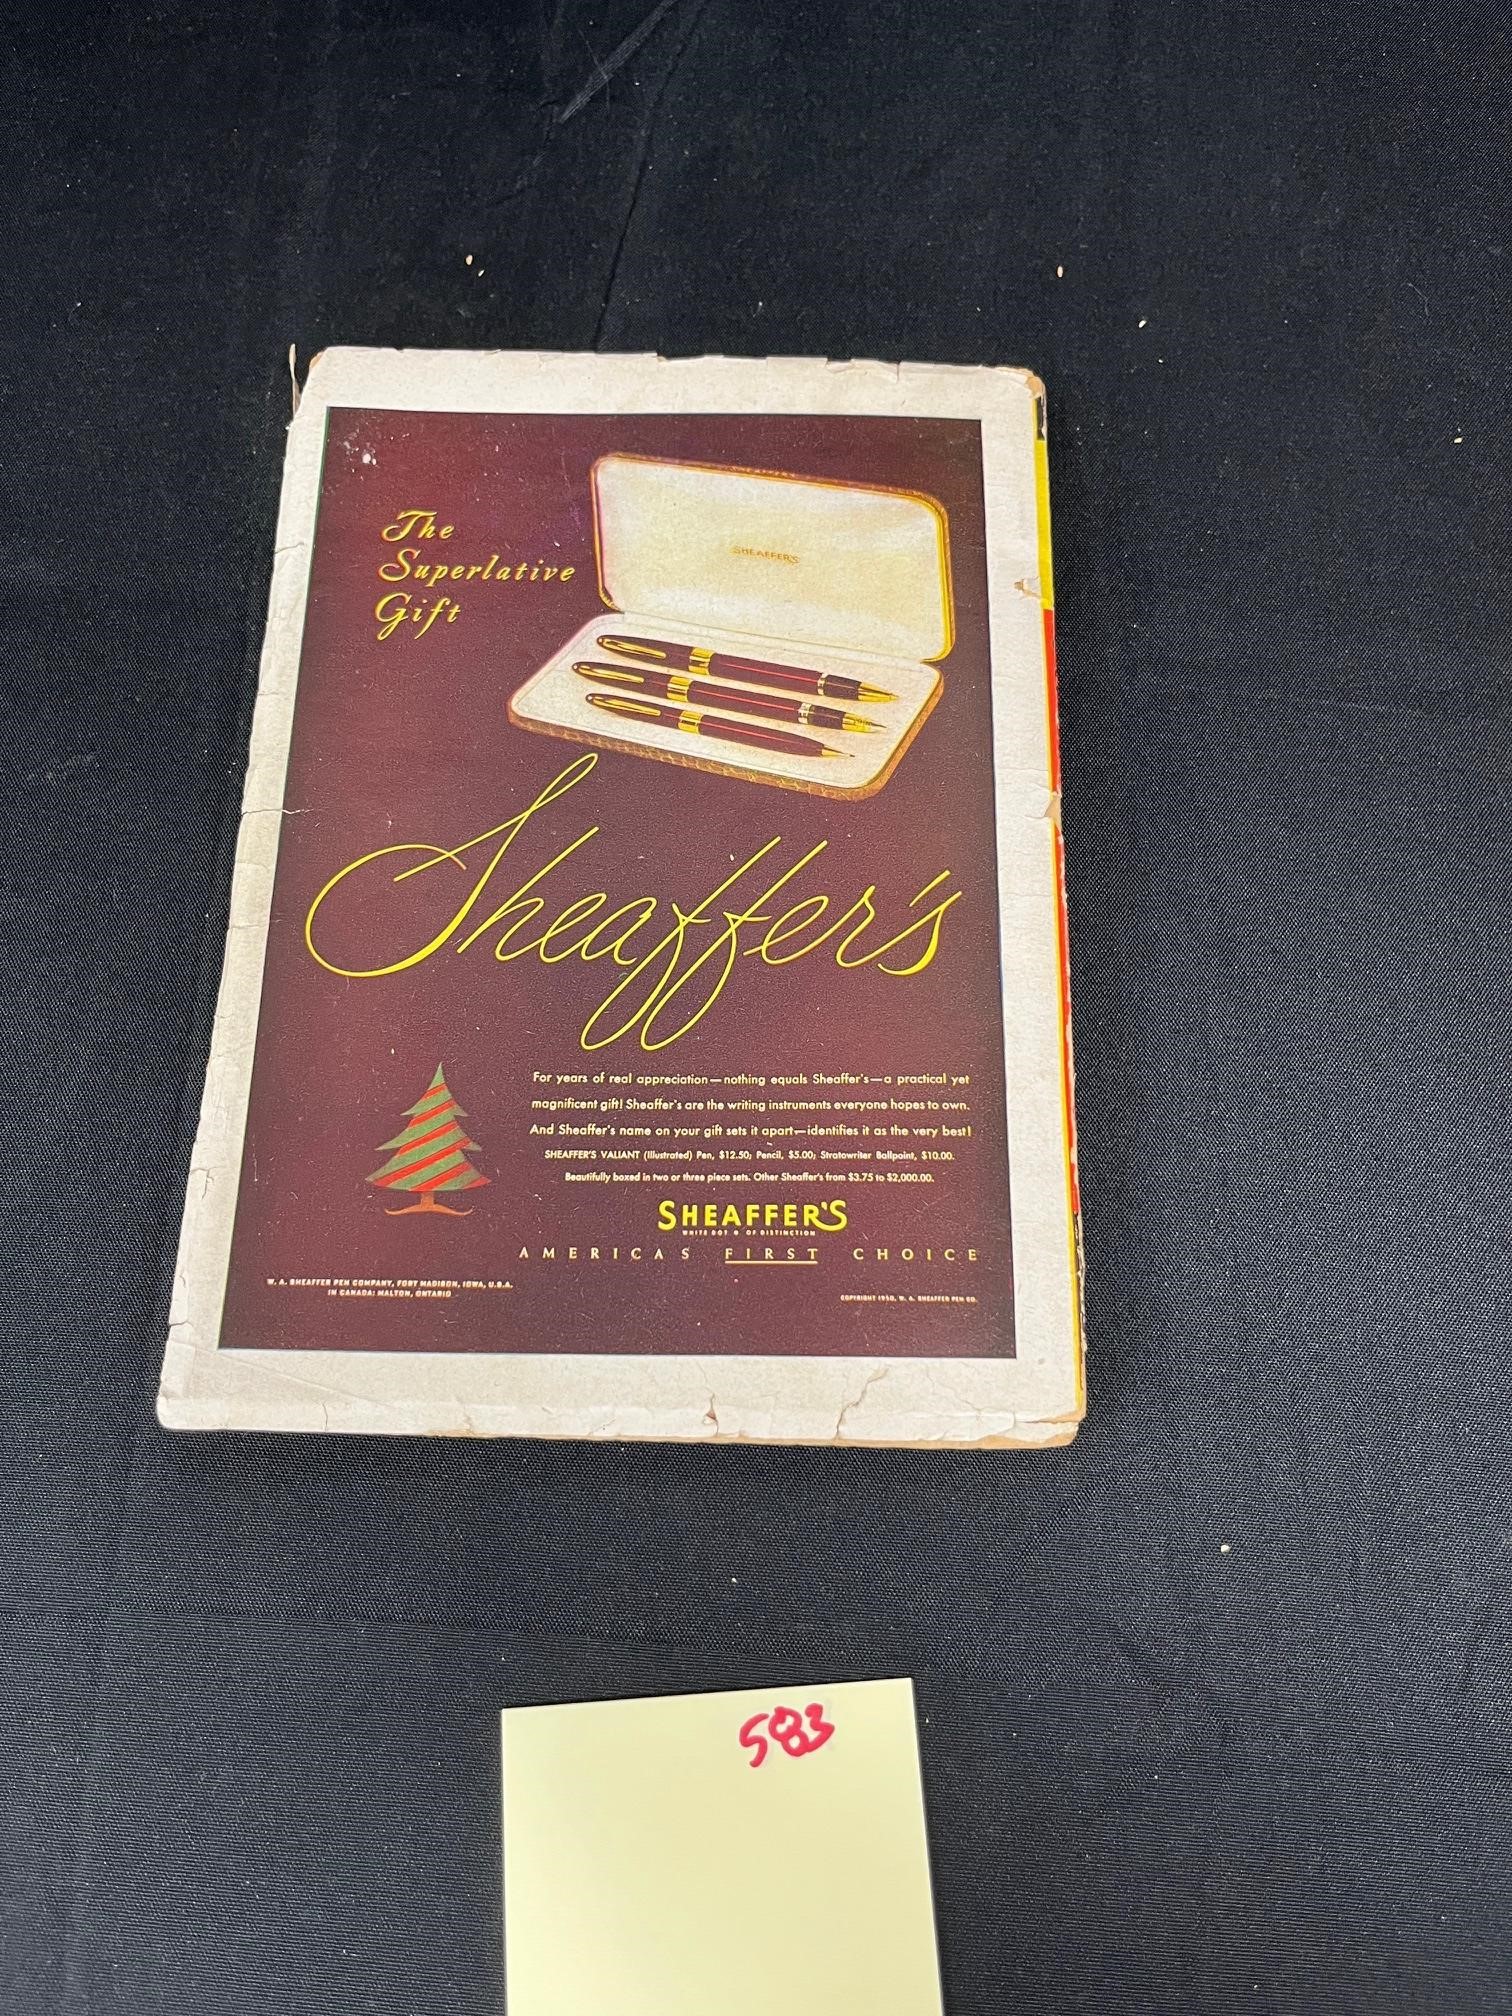 SHEAFFER'S
The
Superlative
Gift
Sheaffer's
For years of real appreciation—nothing equals Sheaffer's—a practical yet
magnificent gift! Sheaffer's are the writing instruments everyone hopes to own.
And Sheaffer's name on your gift sets it apart—identifies it as the very best!
SHEAFFER'S VALIANT (Illustrated) Pen, $12.50; Pencil, $5.00; Stratowriter Ballpoint, $10.00.
Beautifully boxed in two or three piece sets. Other Sheaffer's from $3.75 to $2,000.00.
SHEAFFER'S
WHITE DOT OF DISTINCTION
AMERICAS FIRST CHOICE
W. A. SHEAFFER PEN COMPANY, FORT MADISON, IOWA, U.S.A.
IN CANADA: MALTON, ONTARIO
COPYRIGHT 1950, W. A. SHEAFFER PEN CO.
583